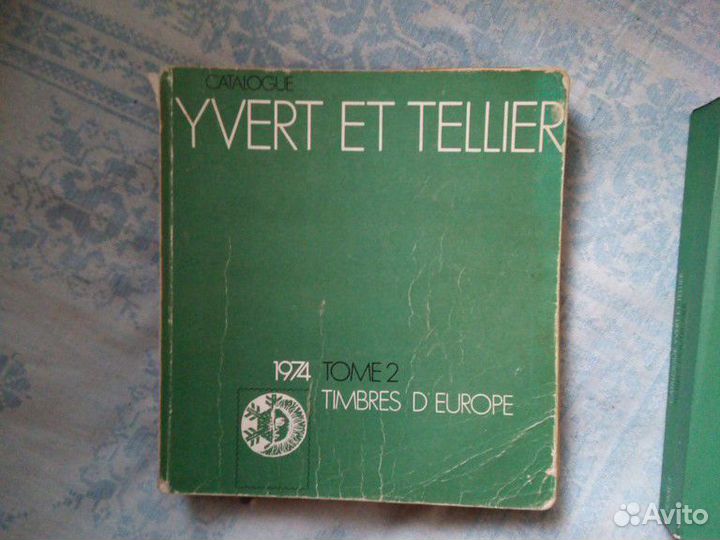 CATALOGUE
YVERT ET TELLIER
1974 TOME 2
TIMBRES D'EUROPE
Avito